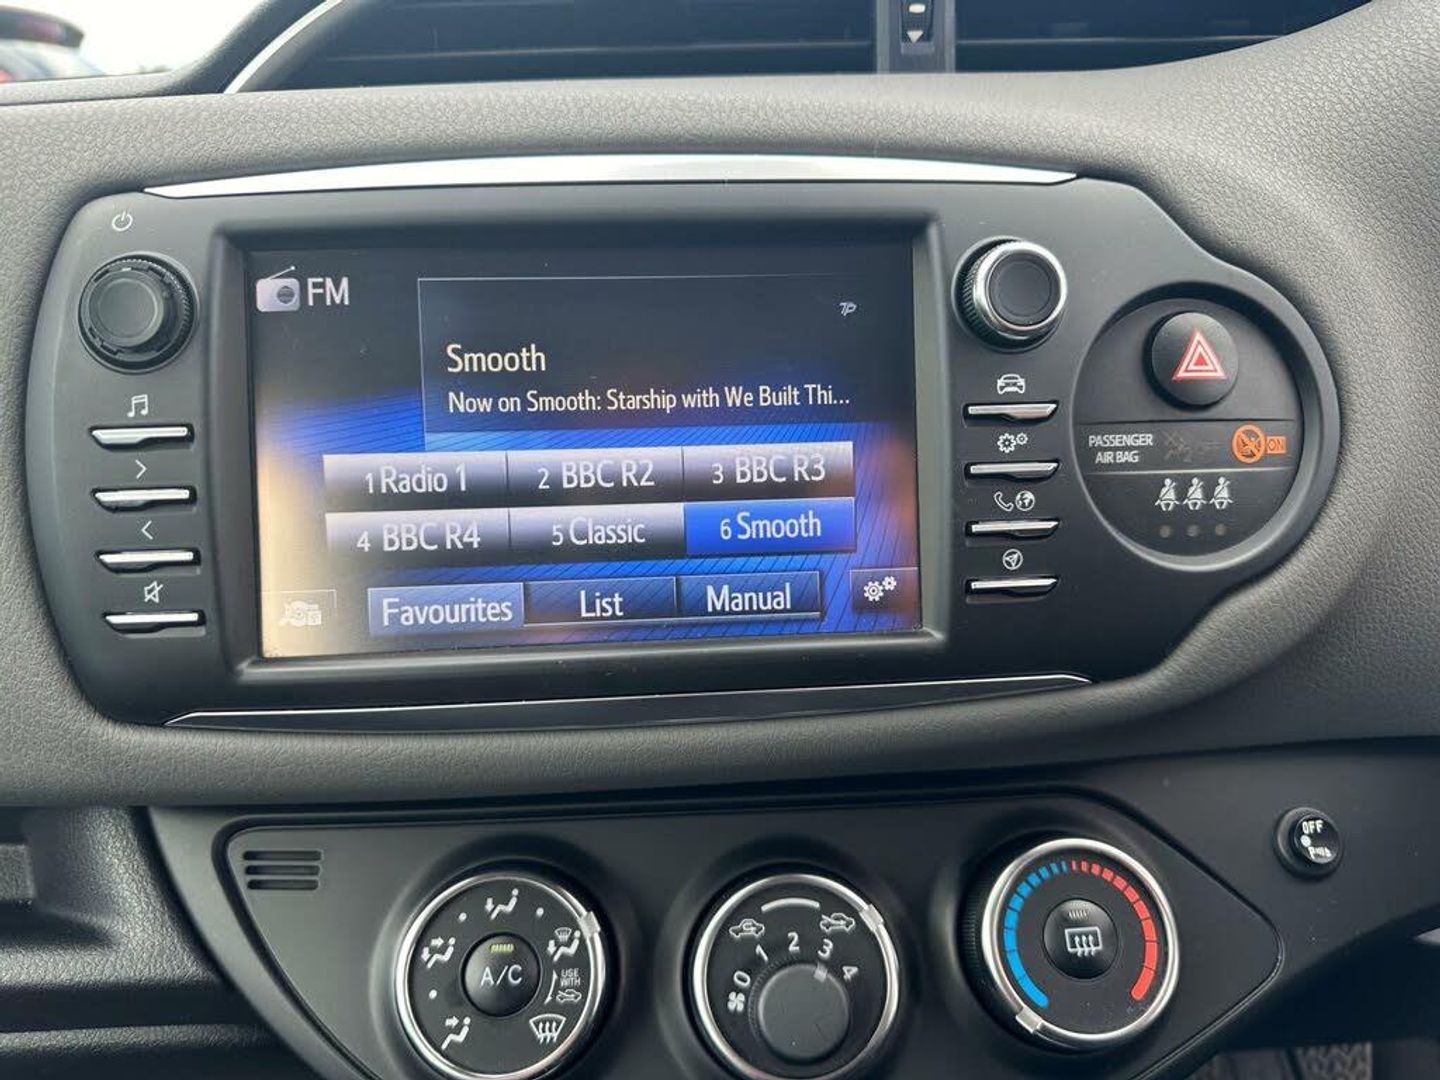 FM
TP
Smooth
Now on Smooth: Starship with We Built Thi...
1 Radio 1
2 BBC R2
3 BBC R3
4 BBC R4
5 Classic
6 Smooth
Favourites
List
Manual
PASSENGER
AIR BAG
ON
2
A/C
USE
WITH
0
1
2
3
4
OFF